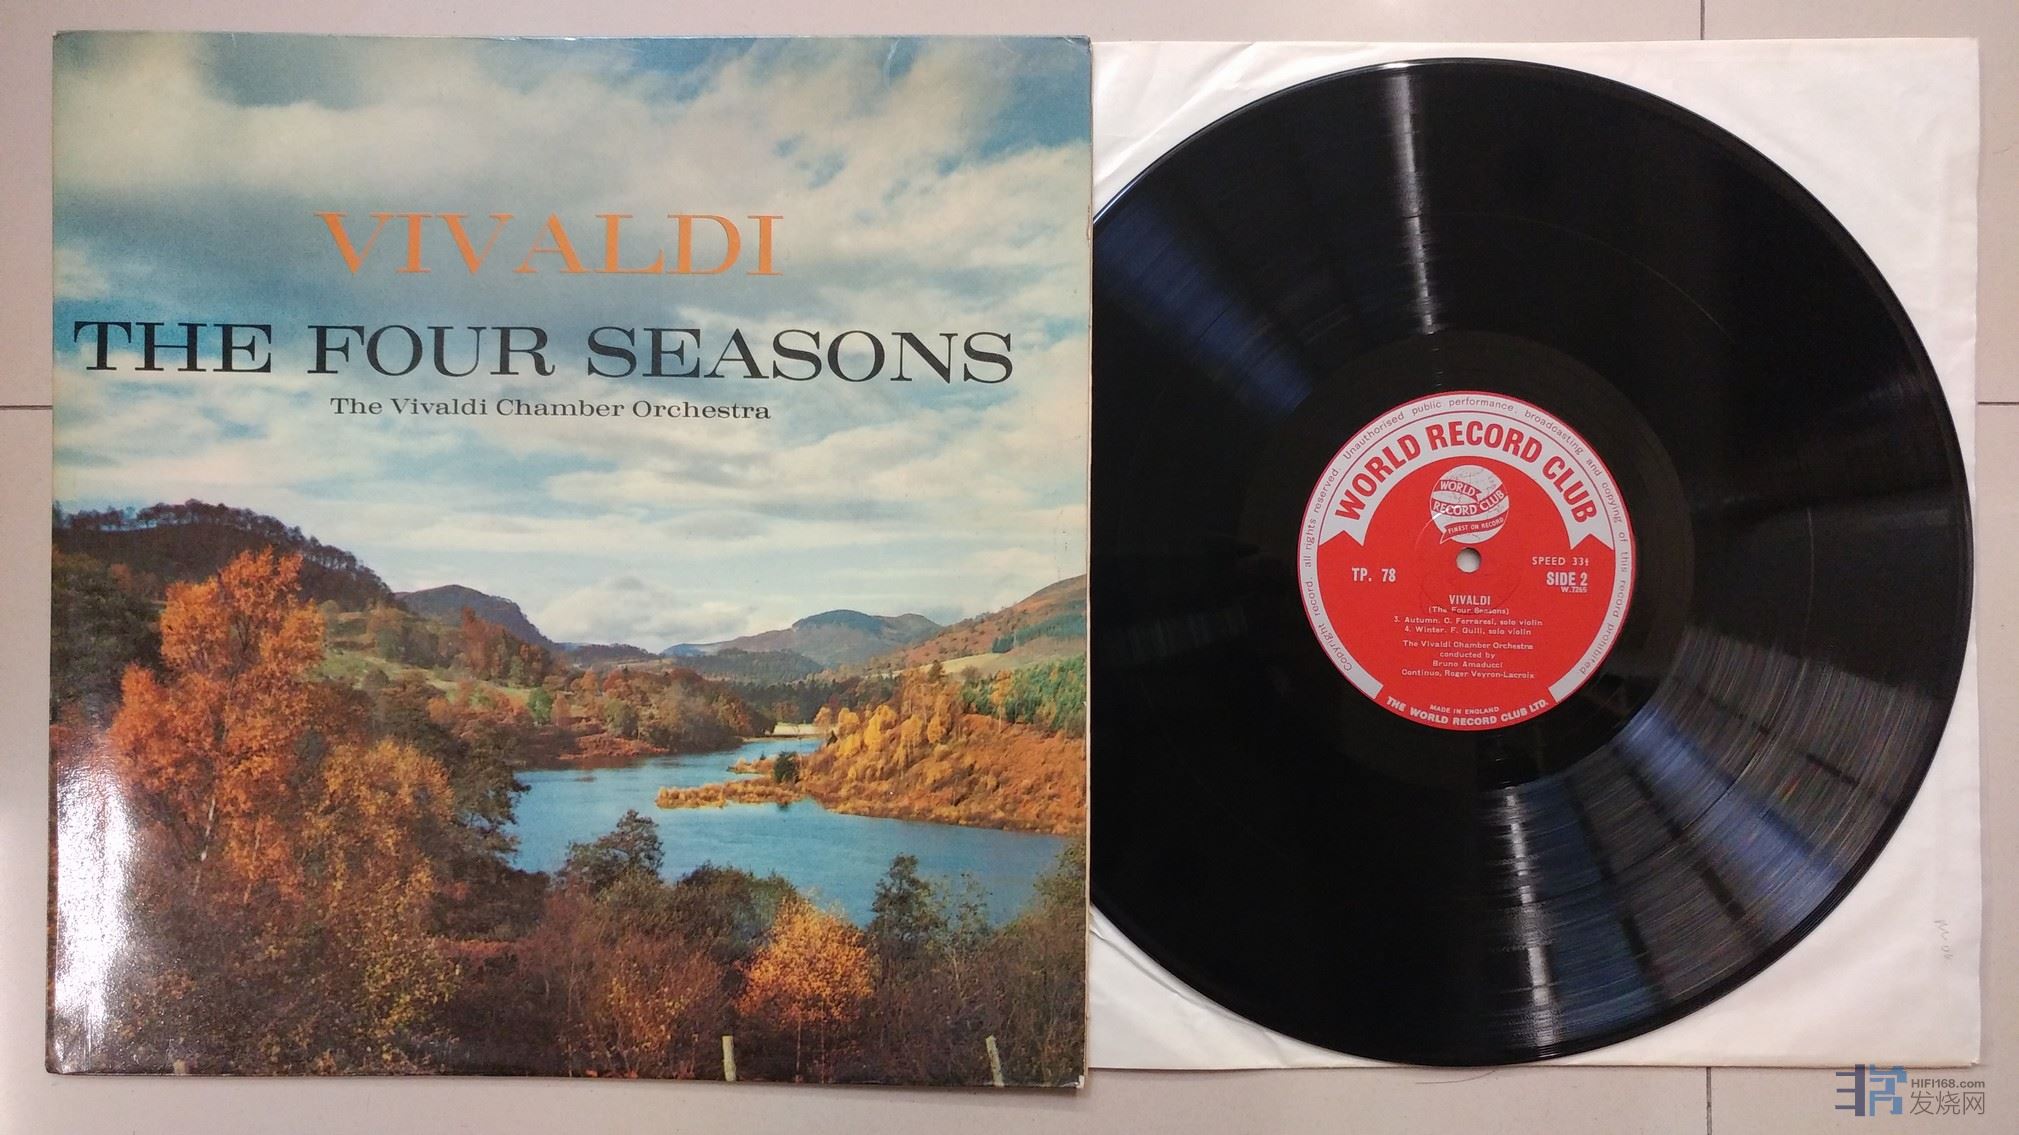 VIVALDI
THE FOUR SEASONS
The Vivaldi Chamber Orchestra
Copyright record. all rights reserved. Unauthorised public performance, broadcasting and copying of this record prohibited
WORLD RECORD CLUB
WORLD
RECORD CLUB
FINEST ON RECORD
SPEED 33⅓
TP. 78
SIDE 2
W.7265
VIVALDI
(The Four Seasons)
3. Autumn. C. Ferraresi, solo violin
4. Winter. F. Gulli, solo violin
The Vivaldi Chamber Orchestra
conducted by
Bruno Amaducci
Continuo, Roger Veyron-Lacroix
MADE IN ENGLAND
THE WORLD RECORD CLUB LTD.
HIFI168.com
发烧网